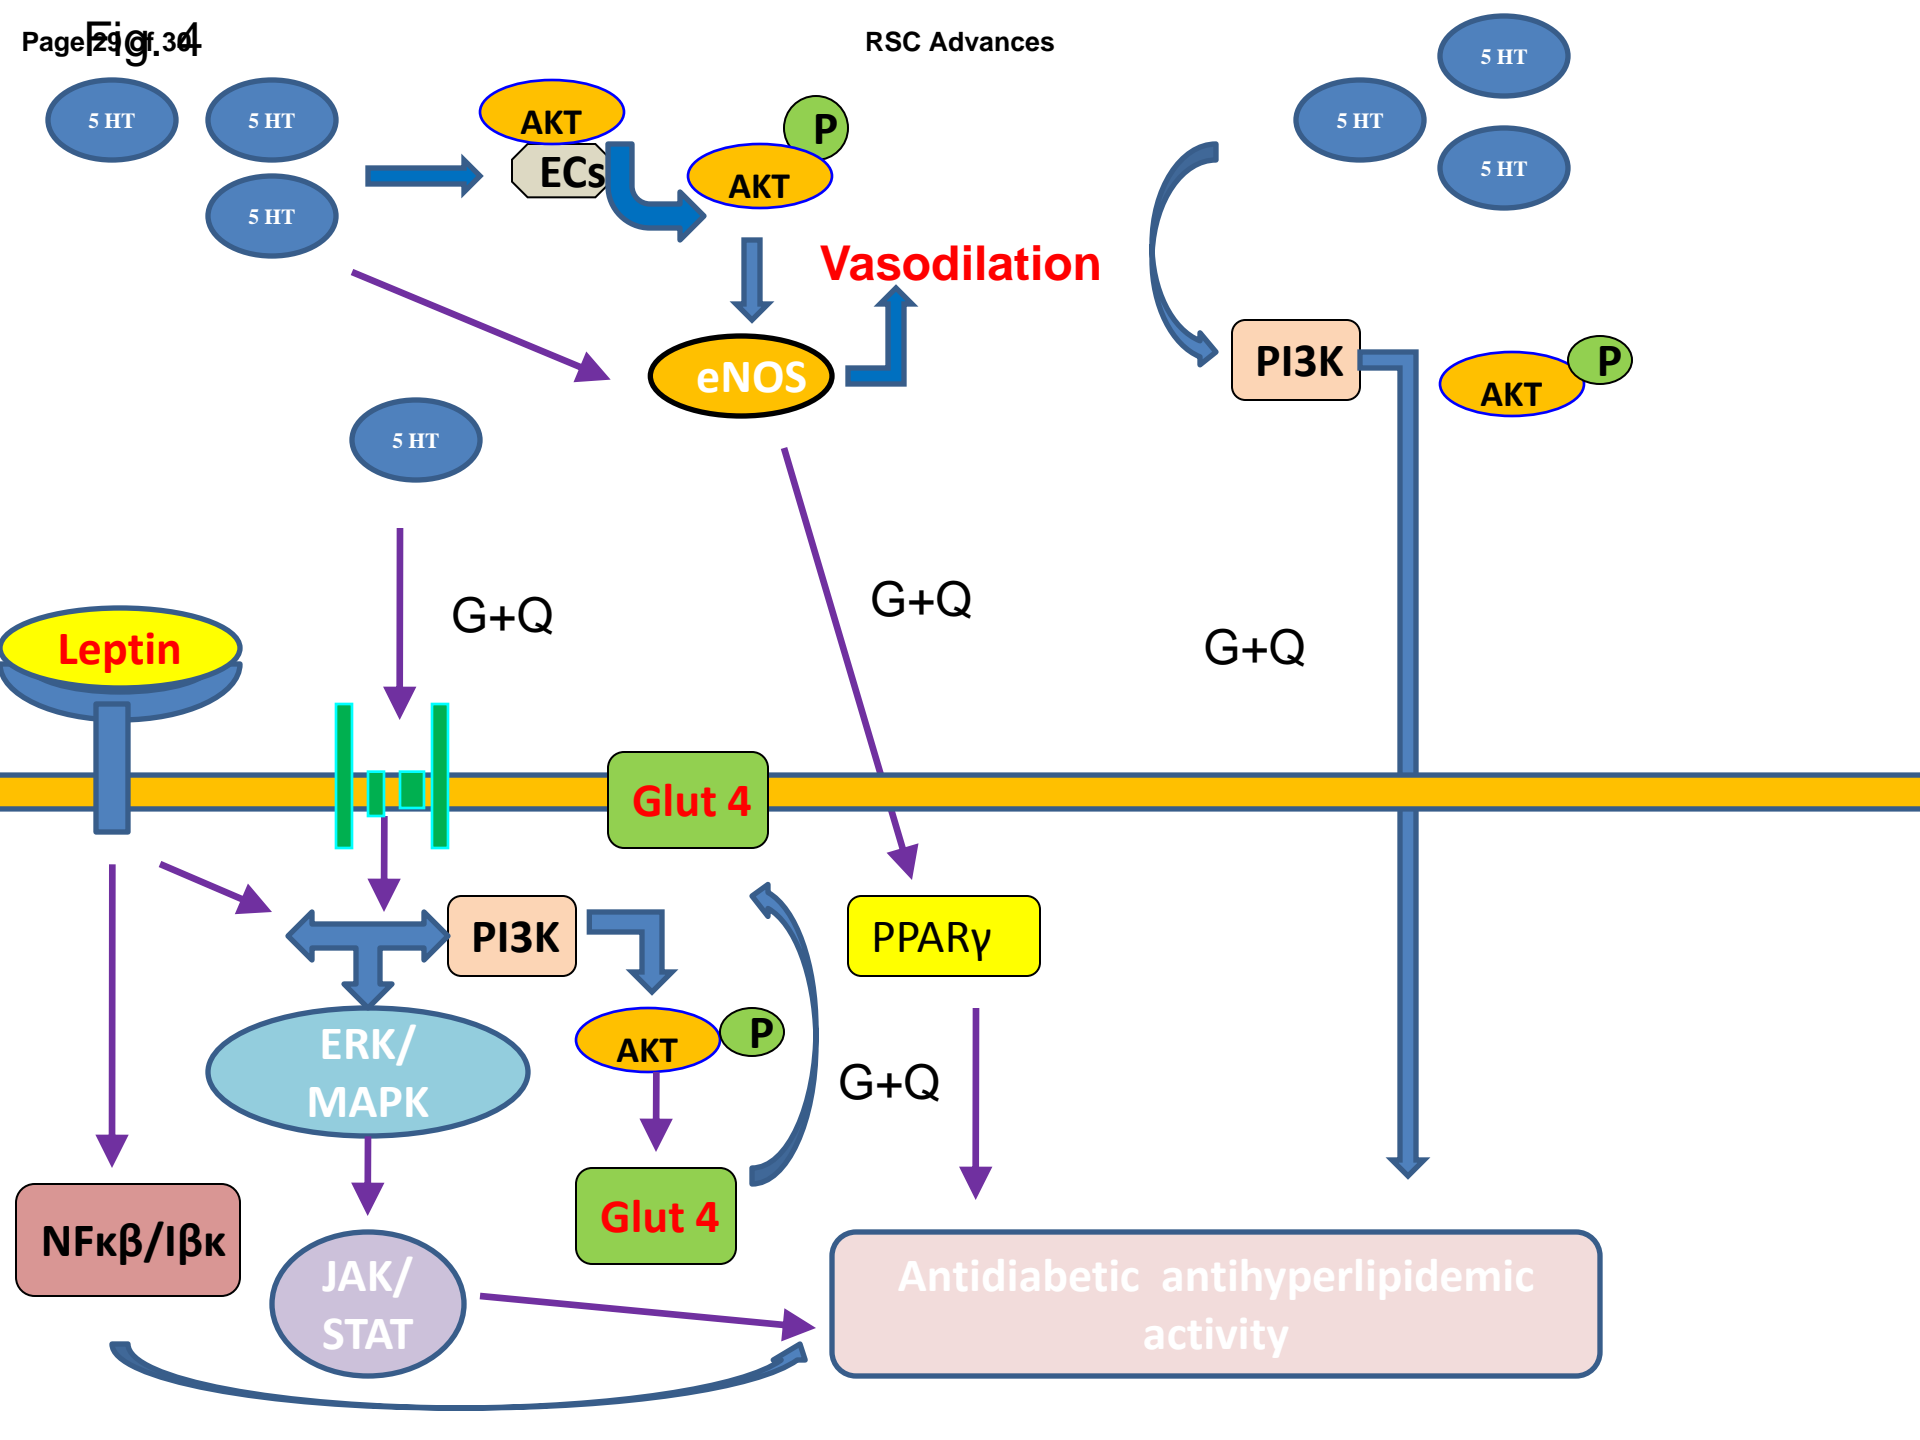 Page 29 of 30
Fig. 4
RSC Advances
5 HT
5 HT
5 HT
5 HT
5 HT
5 HT
AKT
ECs
P
AKT
Vasodilation
eNOS
PI3K
P
AKT
5 HT
G+Q
G+Q
G+Q
Leptin
Glut 4
PI3K
PPARγ
ERK/
MAPK
AKT
P
G+Q
NFκβ/Iβκ
Glut 4
JAK/
STAT
Antidiabetic antihyperlipidemic
activity